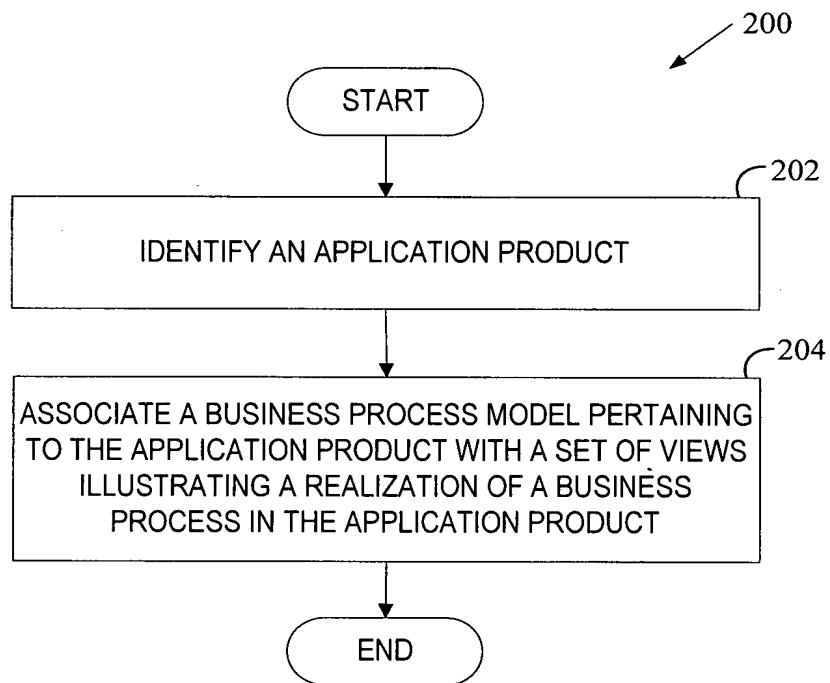 200
START
202
IDENTIFY AN APPLICATION PRODUCT
204
ASSOCIATE A BUSINESS PROCESS MODEL PERTAINING
TO THE APPLICATION PRODUCT WITH A SET OF VIEWS
ILLUSTRATING A REALIZATION OF A BUSINESS
PROCESS IN THE APPLICATION PRODUCT
END